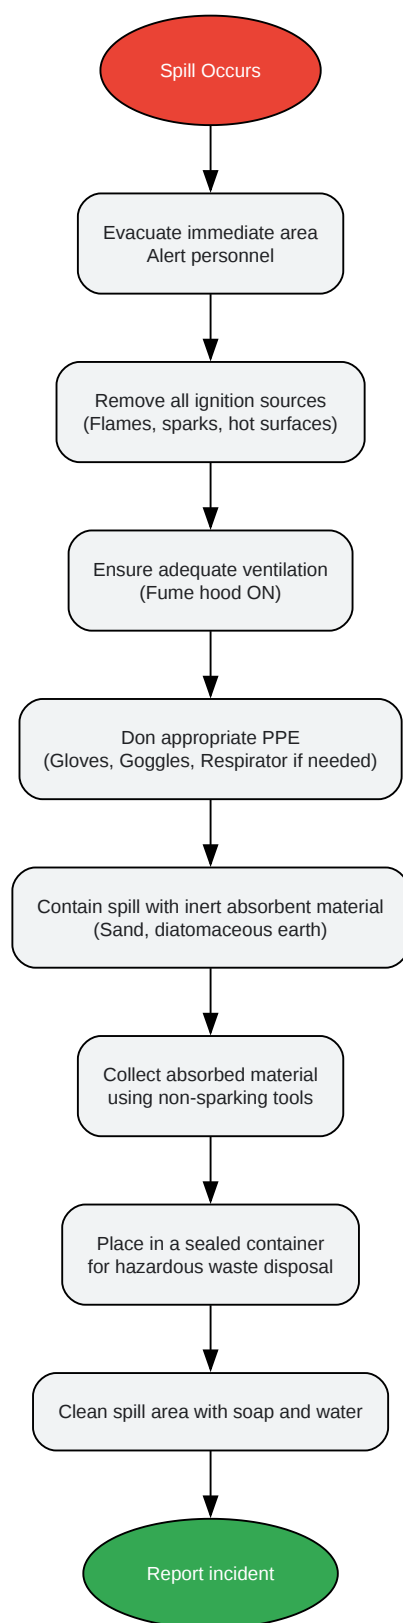 Spill Occurs
Evacuate immediate area
Alert personnel
Remove all ignition sources
(Flames, sparks, hot surfaces)
Ensure adequate ventilation
(Fume hood ON)
Don appropriate PPE
(Gloves, Goggles, Respirator if needed)
Contain spill with inert absorbent material
(Sand, diatomaceous earth)
Collect absorbed material
using non-sparking tools
Place in a sealed container
for hazardous waste disposal
Clean spill area with soap and water
Report incident